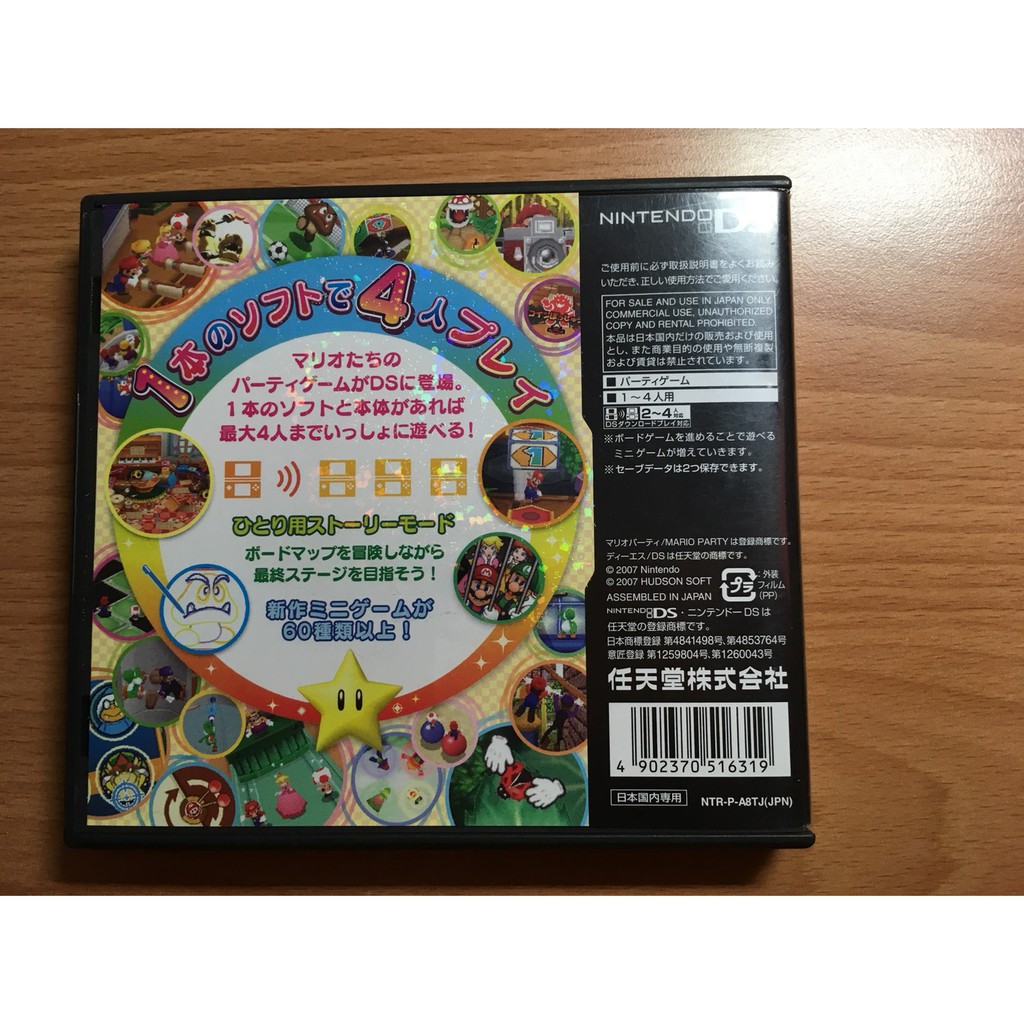 1本のソフトで4人プレイ
マリオたちの
パーティゲームがDSに登場。
1本のソフトと本体があれば
最大4人までいっしょに遊べる!
ひとり用ストーリーモード
ボードマップを冒険しながら
最終ステージを目指そう!
新作ミニゲームが
60種類以上!
1
NINTENDO DS
ご使用前に必ず取扱説明書をよくお読み
いただき、正しい使用方法でご愛用ください。
FOR SALE AND USE IN JAPAN ONLY.
COMMERCIAL USE, UNAUTHORIZED
COPY AND RENTAL PROHIBITED.
本品は日本国内だけの販売および使用
とし、また商業目的の使用や無断複製
および賃貸は禁止されています。
■ パーティゲーム
■ 1~4人用
2~4人対応
DSダウンロードプレイ対応
※ボードゲームを進めることで遊べる
ミニゲームが増えていきます。
※セーブデータは2つ保存できます。
マリオパーティ/MARIO PARTYは登録商標です。
ディーエス/DSは任天堂の商標です。
© 2007 Nintendo
© 2007 HUDSON SOFT
ASSEMBLED IN JAPAN
プラ
:外装
フィルム
(PP)
NINTENDO DS・ニンテンドーDSは
任天堂の登録商標です。
日本商標登録 第4841498号、第4853764号
意匠登録 第1259804号、第1260043号
任天堂株式会社
4 902370 516319
日本国内専用
NTR-P-A8TJ(JPN)